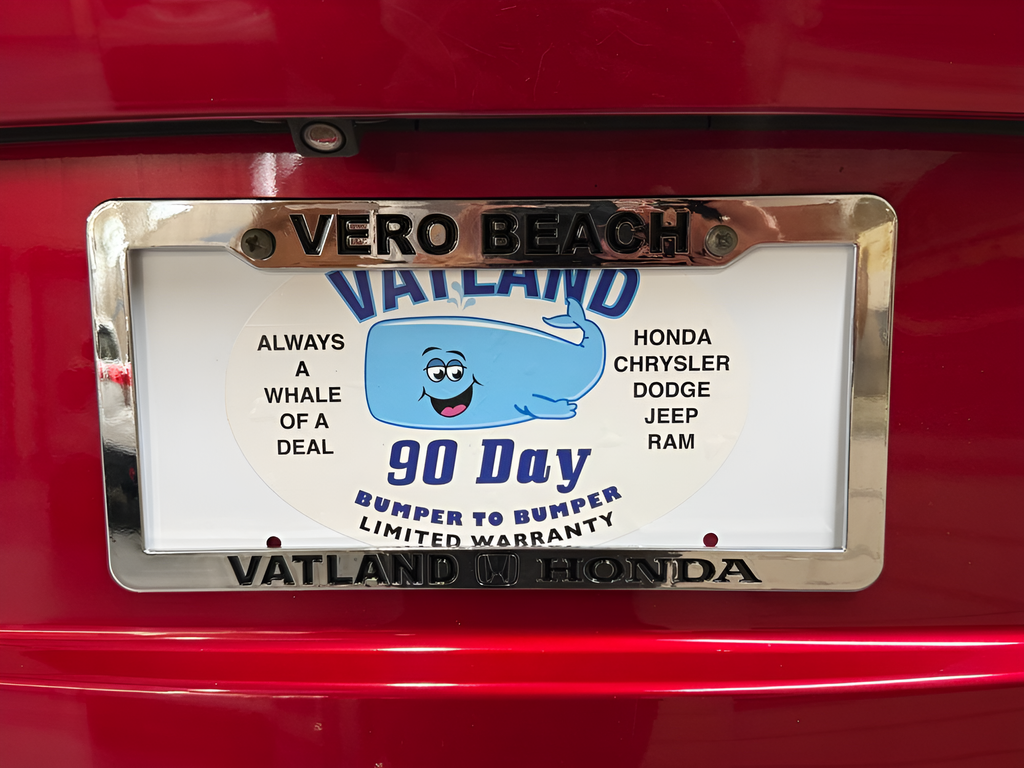 VERO BEACH
VATLAND
ALWAYS
A
WHALE
OF A
DEAL
HONDA
CHRYSLER
DODGE
JEEP
RAM
90 Day
BUMPER TO BUMPER
LIMITED WARRANTY
VATLAND HONDA